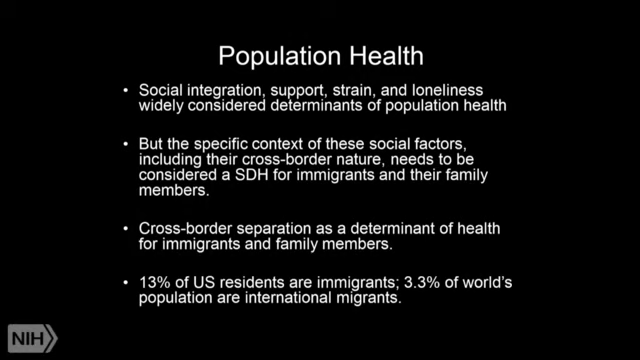 Population Health
• Social integration, support, strain, and loneliness
widely considered determinants of population health
• But the specific context of these social factors,
including their cross-border nature, needs to be
considered a SDH for immigrants and their family
members.
• Cross-border separation as a determinant of health
for immigrants and family members.
• 13% of US residents are immigrants; 3.3% of world's
population are international migrants.
NIH